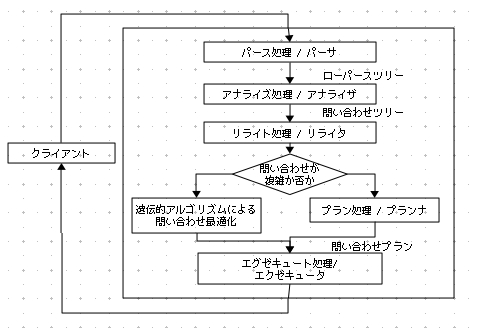 パース処理 / パーサ
ローパースツリー
アナライズ処理 / アナライザ
問い合わせツリー
リライト処理 / リライタ
クライアント
問い合わせが
複雑か否か
遺伝的アルゴリズムによる
問い合わせ最適化
プラン処理 / プランナ
問い合わせプラン
エグゼキュート処理/
エクゼキュータ